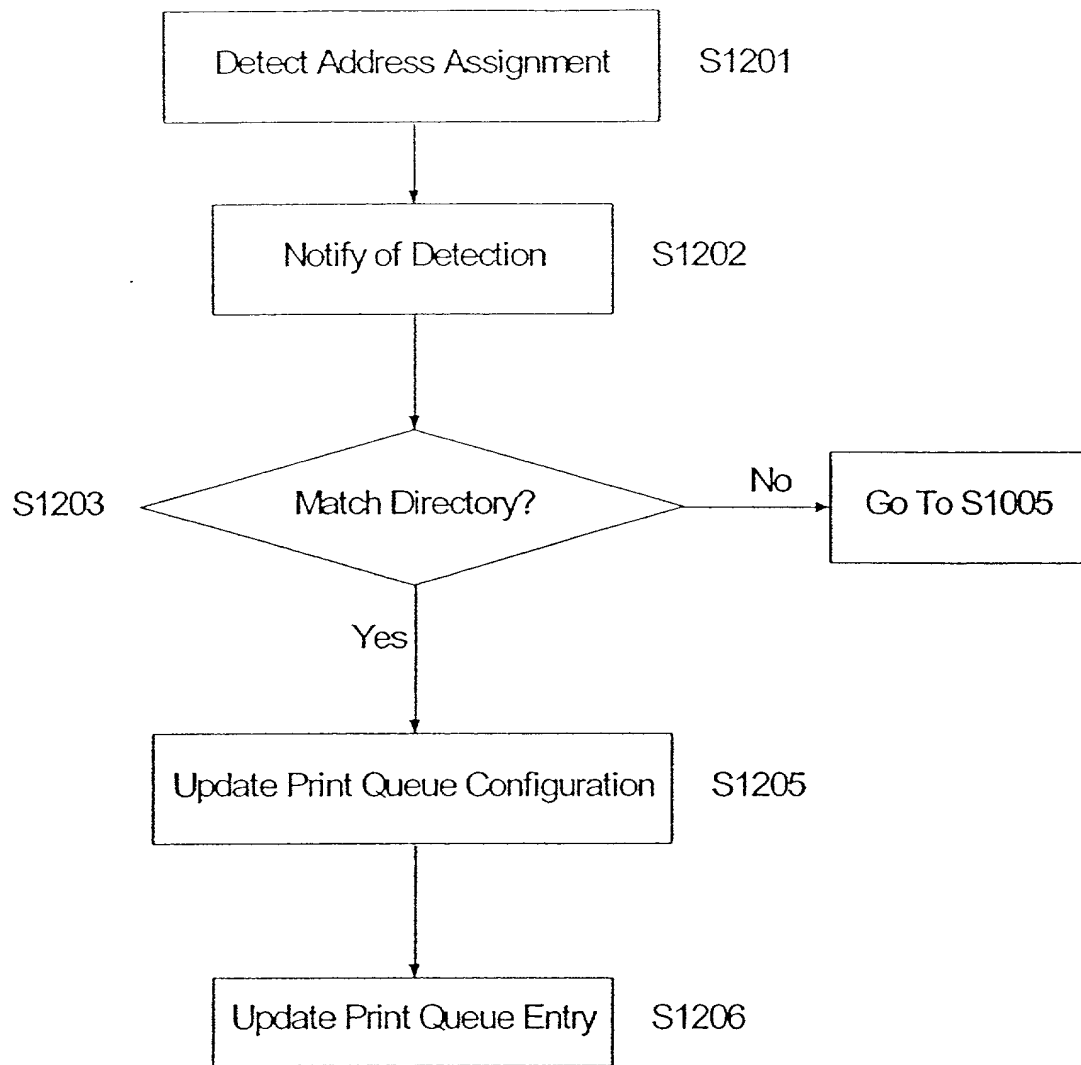 Detect Address Assignment S1201
Notify of Detection S1202
S1203 Match Directory? No Go To S1005
Yes
Update Print Queue Configuration S1205
Update Print Queue Entry S1206